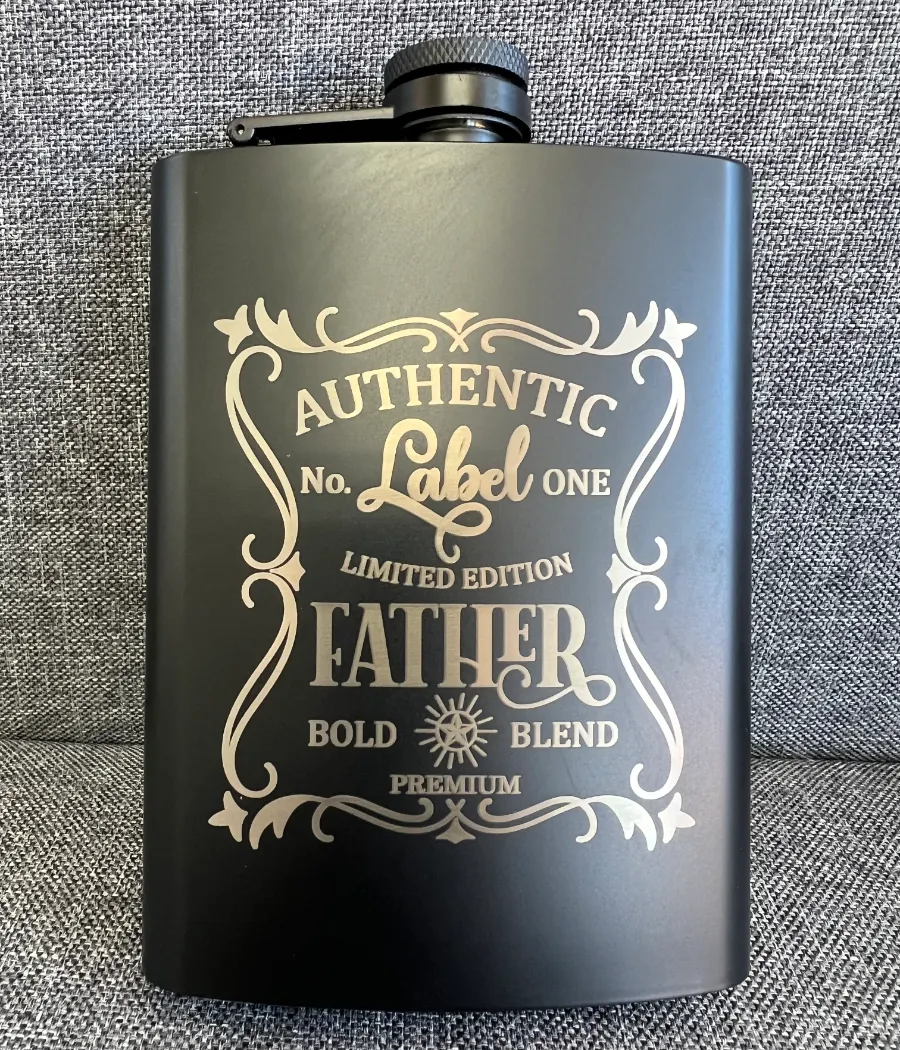 AUTHENTIC
No. Label ONE
LIMITED EDITION
FATHER
BOLD BLEND
PREMIUM